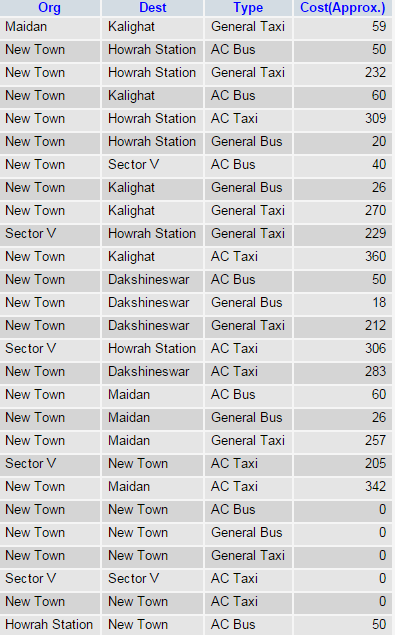 Org Dest Type Cost(Approx.)
Maidan Kalighat General Taxi 59
New Town Howrah Station AC Bus 50
New Town Howrah Station General Taxi 232
New Town Kalighat AC Bus 60
New Town Howrah Station AC Taxi 309
New Town Howrah Station General Bus 20
New Town Sector V AC Bus 40
New Town Kalighat General Bus 26
New Town Kalighat General Taxi 270
Sector V Howrah Station General Taxi 229
New Town Kalighat AC Taxi 360
New Town Dakshineswar AC Bus 50
New Town Dakshineswar General Bus 18
New Town Dakshineswar General Taxi 212
Sector V Howrah Station AC Taxi 306
New Town Dakshineswar AC Taxi 283
New Town Maidan AC Bus 60
New Town Maidan General Bus 26
New Town Maidan General Taxi 257
Sector V New Town AC Taxi 205
New Town Maidan AC Taxi 342
New Town New Town AC Bus 0
New Town New Town General Bus 0
New Town New Town General Taxi 0
Sector V Sector V AC Taxi 0
New Town New Town AC Taxi 0
Howrah Station New Town AC Bus 50